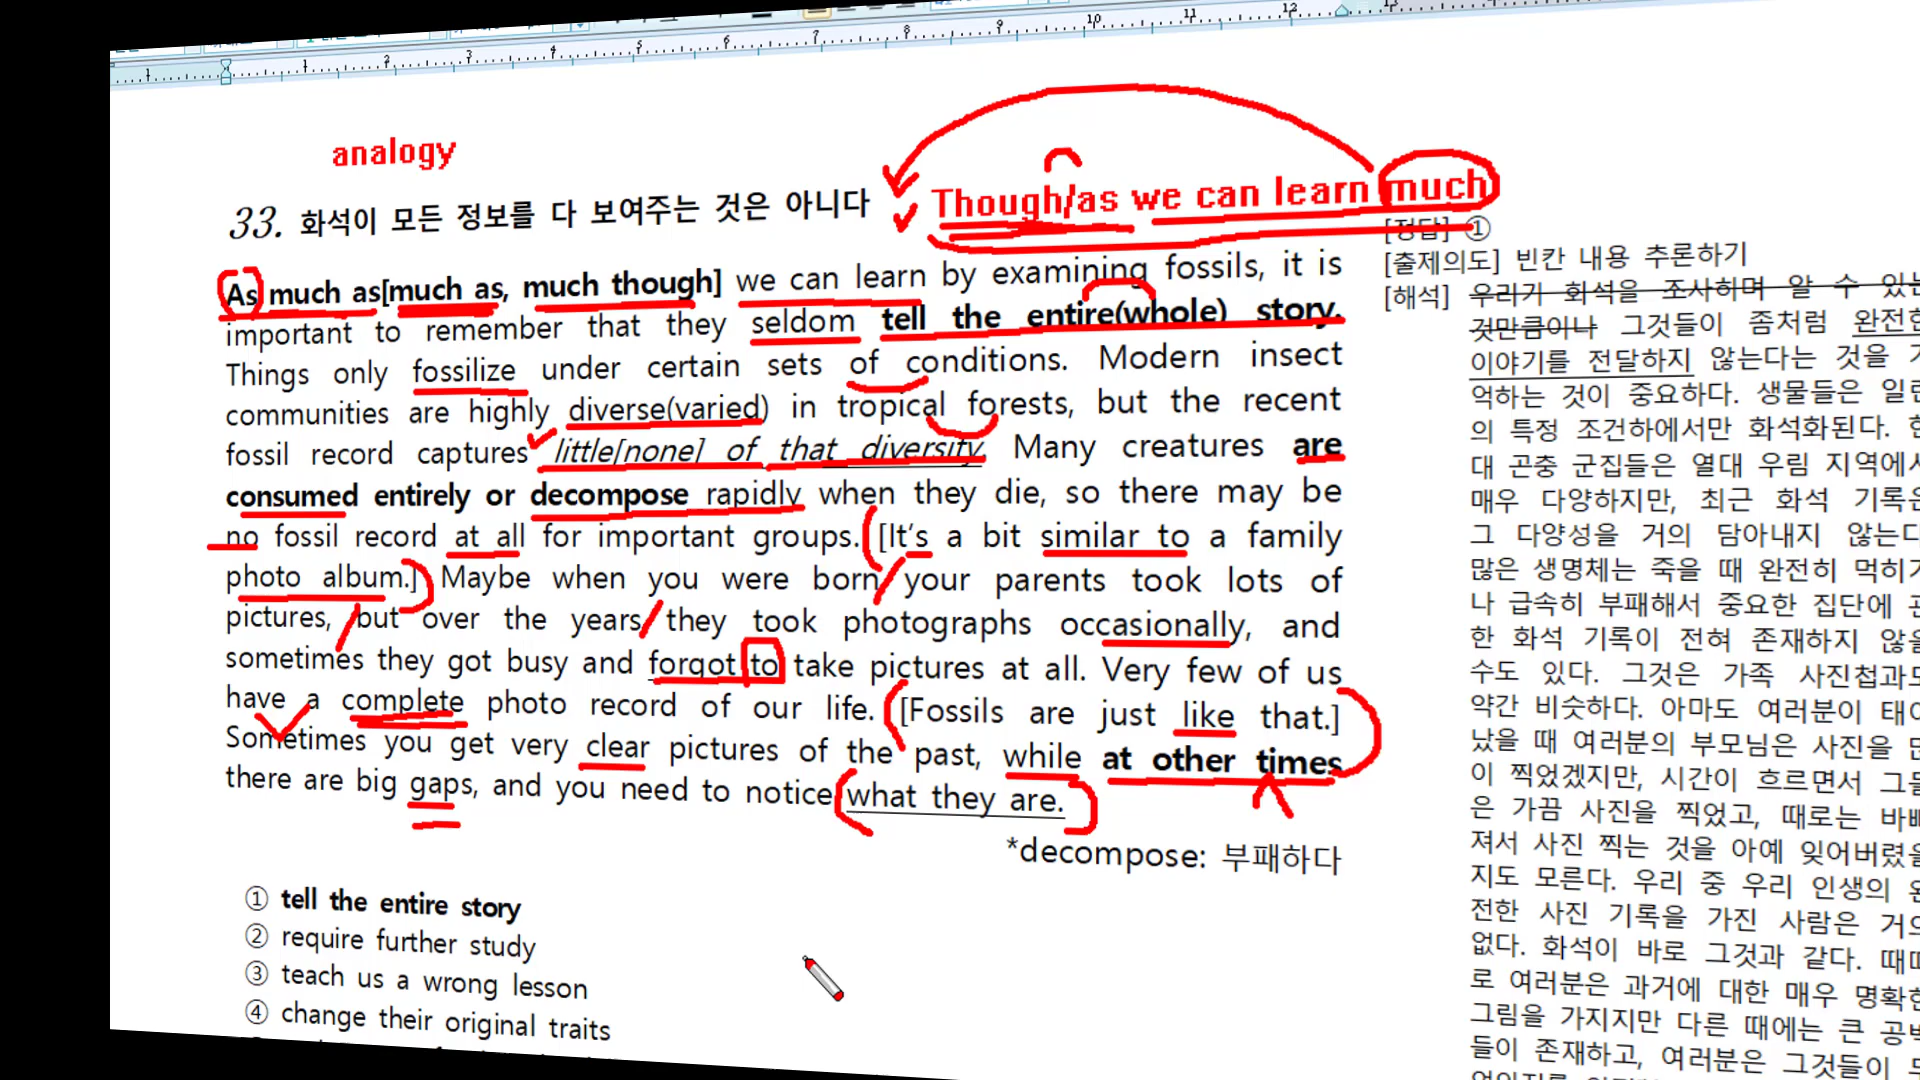 analogy
Though/as we can learn much
33. 화석이 모든 정보를 다 보여주는 것은 아니다
As much as[much as, much though] we can learn by examining fossils, it is
important to remember that they seldom tell the entire(whole) story.
Things only fossilize under certain sets of conditions. Modern insect
communities are highly diverse(varied) in tropical forests, but the recent
fossil record captures little[none] of that diversity. Many creatures are
consumed entirely or decompose rapidly when they die, so there may be
no fossil record at all for important groups. [It's a bit similar to a family
photo album.] Maybe when you were born your parents took lots of
pictures, but over the years they took photographs occasionally, and
sometimes they got busy and forgot to take pictures at all. Very few of us
have a complete photo record of our life. [Fossils are just like that.]
Sometimes you get very clear pictures of the past, while at other times
there are big gaps, and you need to notice what they are.
*decompose: 부패하다
① tell the entire story
② require further study
③ teach us a wrong lesson
④ change their original traits
[정답] ①
[출제의도] 빈칸 내용 추론하기
[해석] 우리가 화석을 조사하며 알 수 있는
것만큼이나 그것들이 좀처럼 완전한
이야기를 전달하지 않는다는 것을 기
억하는 것이 중요하다. 생물들은 일련
의 특정 조건하에서만 화석화된다. 현
대 곤충 군집들은 열대 우림 지역에서
매우 다양하지만, 최근 화석 기록은
그 다양성을 거의 담아내지 않는다.
많은 생명체는 죽을 때 완전히 먹히거
나 급속히 부패해서 중요한 집단에 관
한 화석 기록이 전혀 존재하지 않을
수도 있다. 그것은 가족 사진첩과도
약간 비슷하다. 아마도 여러분이 태어
났을 때 여러분의 부모님은 사진을 많
이 찍었겠지만, 시간이 흐르면서 그들
은 가끔 사진을 찍었고, 때로는 바빠
져서 사진 찍는 것을 아예 잊어버렸을
지도 모른다. 우리 중 우리 인생의 완
전한 사진 기록을 가진 사람은 거의
없다. 화석이 바로 그것과 같다. 때때
로 여러분은 과거에 대한 매우 명확한
그림을 가지지만 다른 때에는 큰 공백
들이 존재하고, 여러분은 그것들이 무